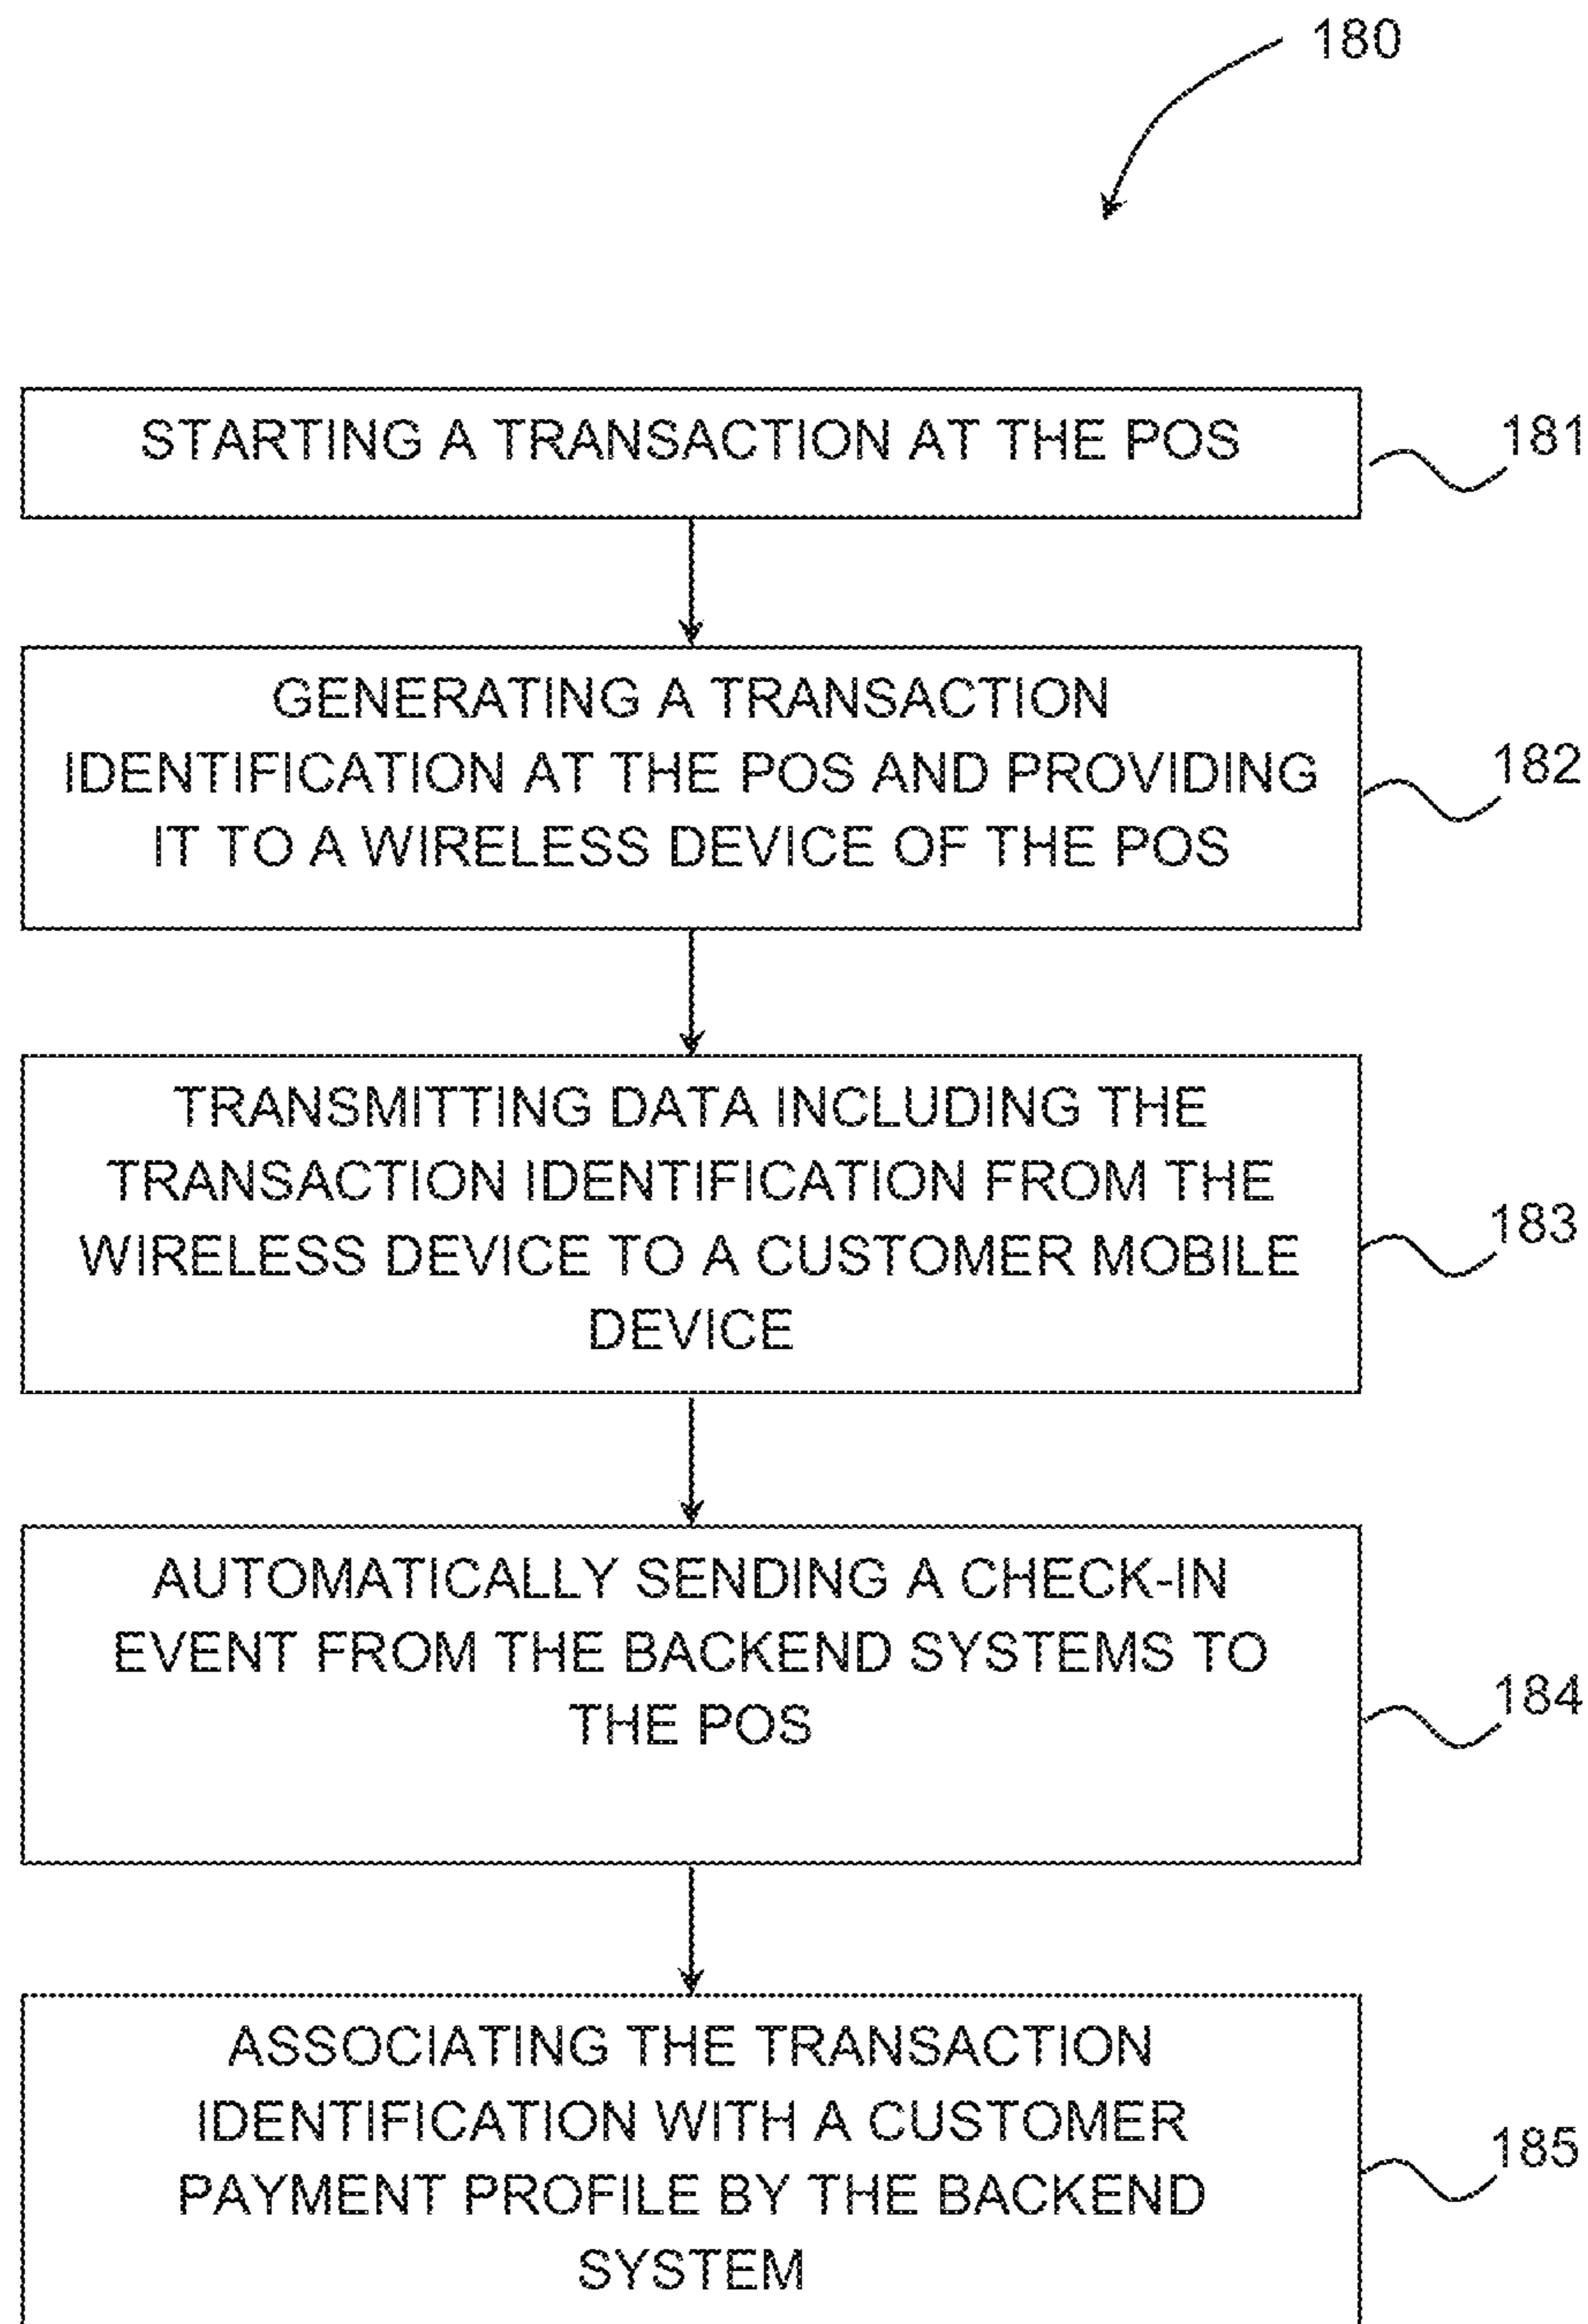 180
STARTING A TRANSACTION AT THE POS
181
GENERATING A TRANSACTION
IDENTIFICATION AT THE POS AND PROVIDING
IT TO A WIRELESS DEVICE OF THE POS
182
TRANSMITTING DATA INCLUDING THE
TRANSACTION IDENTIFICATION FROM THE
WIRELESS DEVICE TO A CUSTOMER MOBILE
DEVICE
183
AUTOMATICALLY SENDING A CHECK-IN
EVENT FROM THE BACKEND SYSTEMS TO
THE POS
184
ASSOCIATING THE TRANSACTION
IDENTIFICATION WITH A CUSTOMER
PAYMENT PROFILE BY THE BACKEND
SYSTEM
185